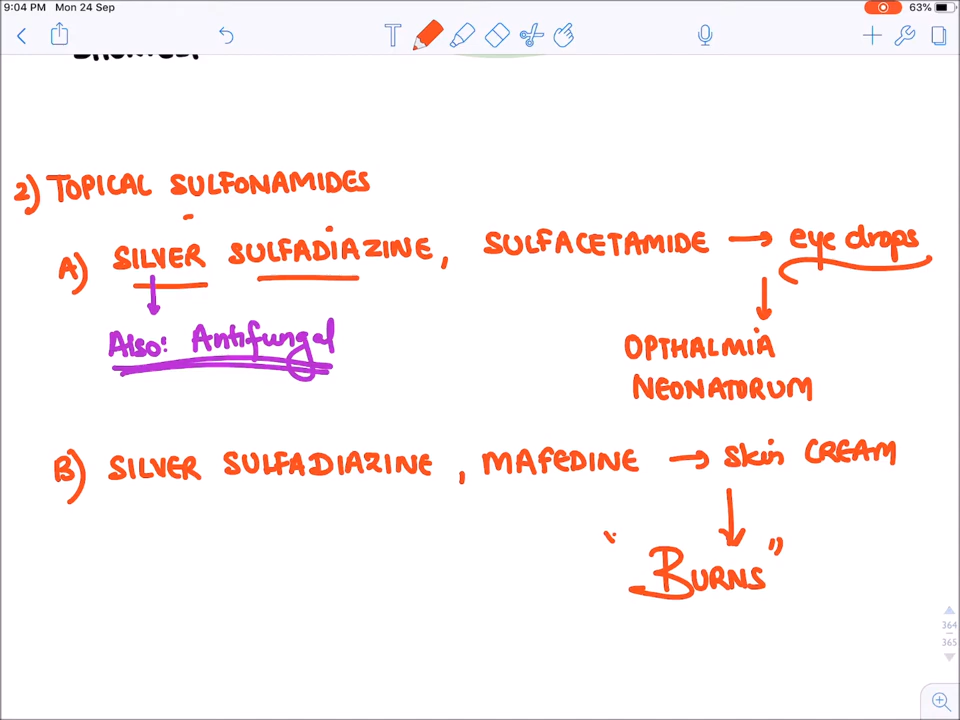 9:04 PM Mon 24 Sep 63%
T
2) TOPICAL SULFONAMIDES
A) SILVER SULFADIAZINE, SULFACETAMIDE → eye drops
Also: Antifungal
OPTHALMIA
NEONATORUM
B) SILVER SULFADIAZINE, MAFEDINE → skin CREAM
"BURNS"
364
365